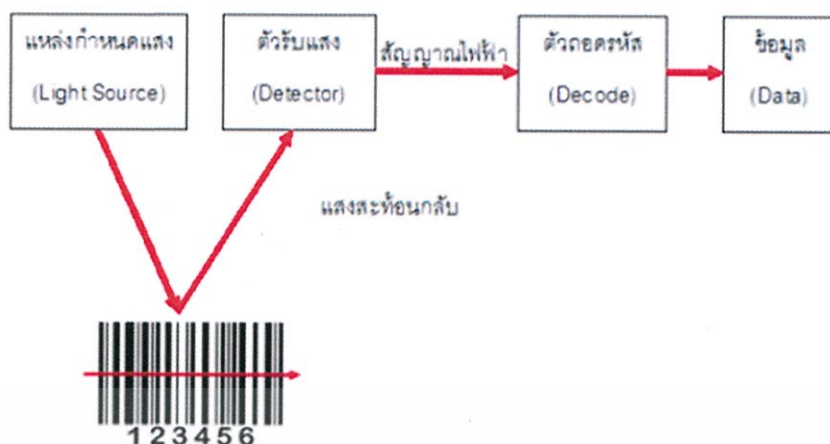 แหล่งกำหนดแสง
(Light Source)
ตัวรับแสง
(Detector)
สัญญาณไฟฟ้า
ตัวถอดรหัส
(Decode)
ข้อมูล
(Data)
แสงสะท้อนกลับ
123456